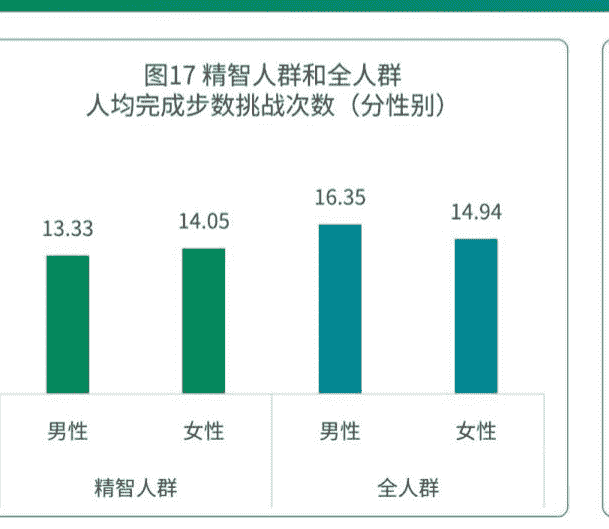 图17 精智人群和全人群
人均完成步数挑战次数（分性别）
16.35
14.94
14.05
13.33
男性 女性 男性 女性
精智人群 全人群